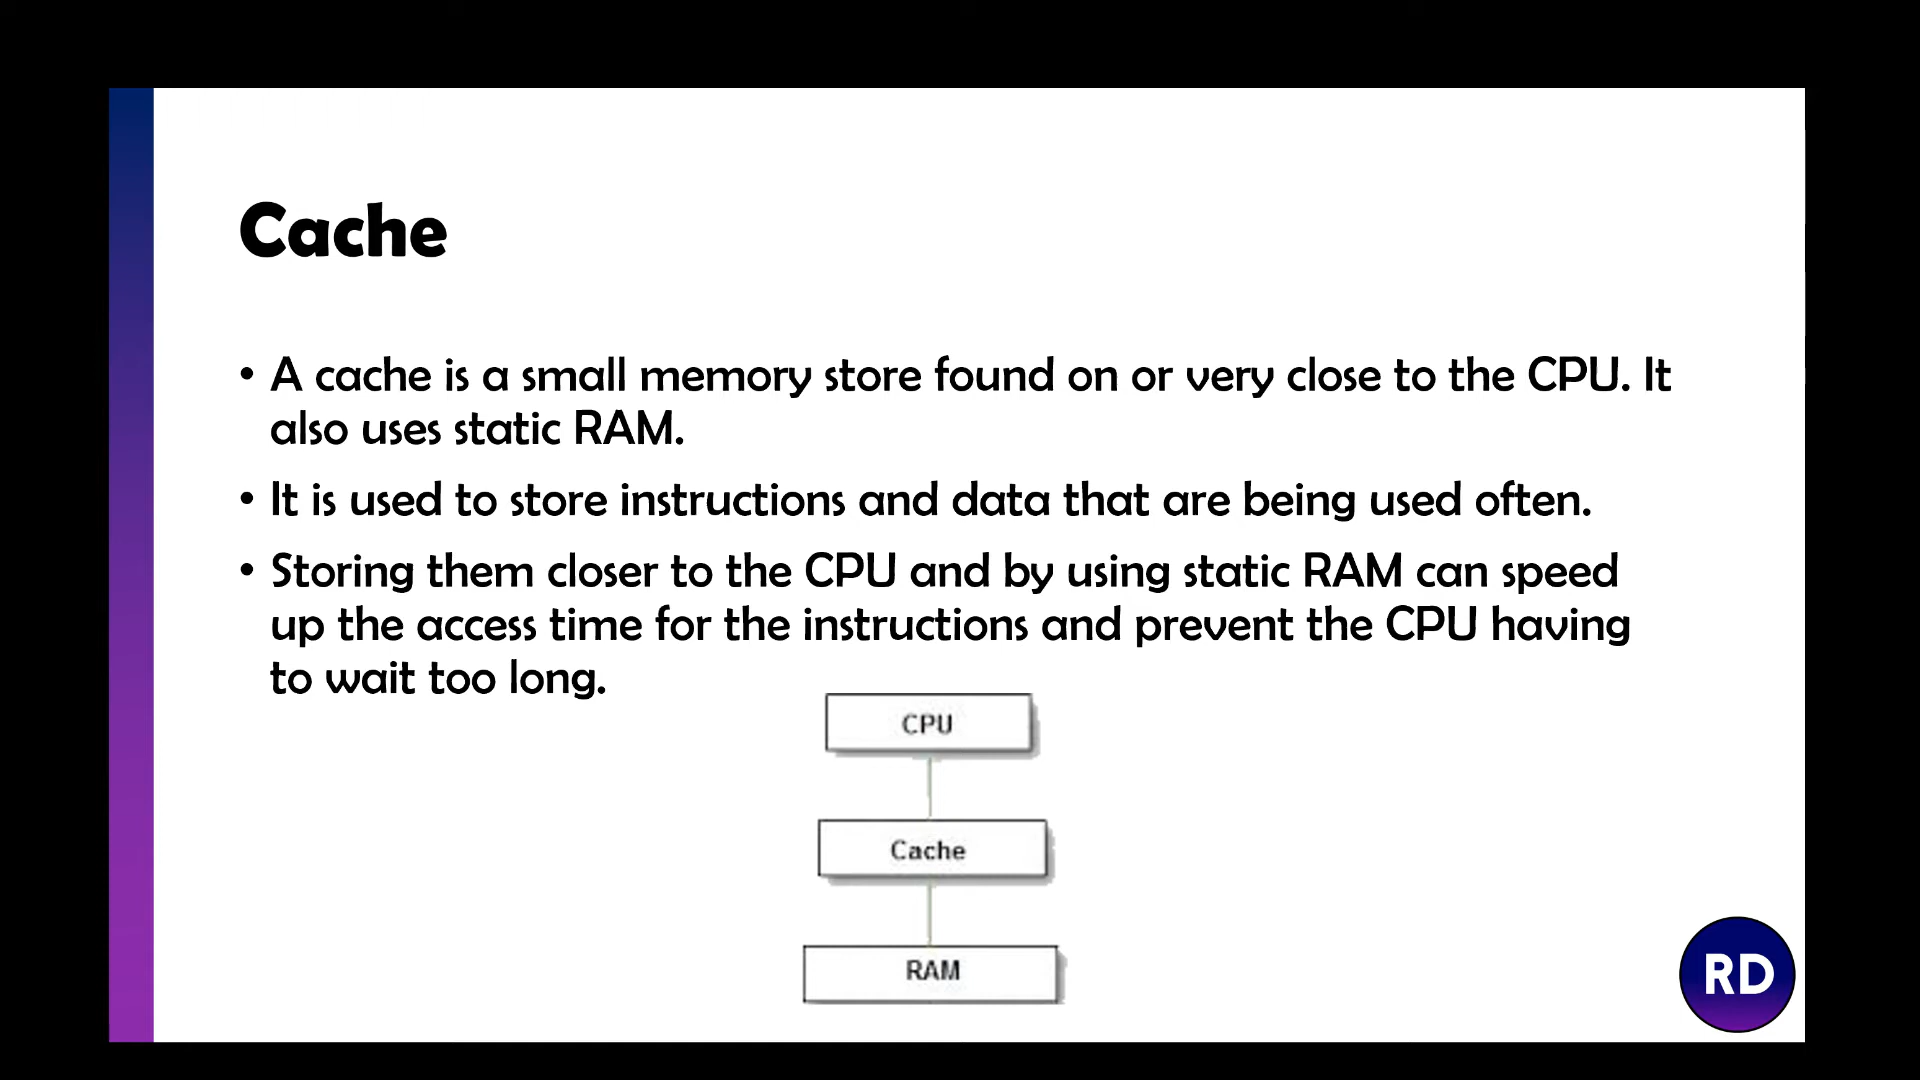 Cache
• A cache is a small memory store found on or very close to the CPU. It
also uses static RAM.
• It is used to store instructions and data that are being used often.
• Storing them closer to the CPU and by using static RAM can speed
up the access time for the instructions and prevent the CPU having
to wait too long.
CPU
Cache
RAM
RD